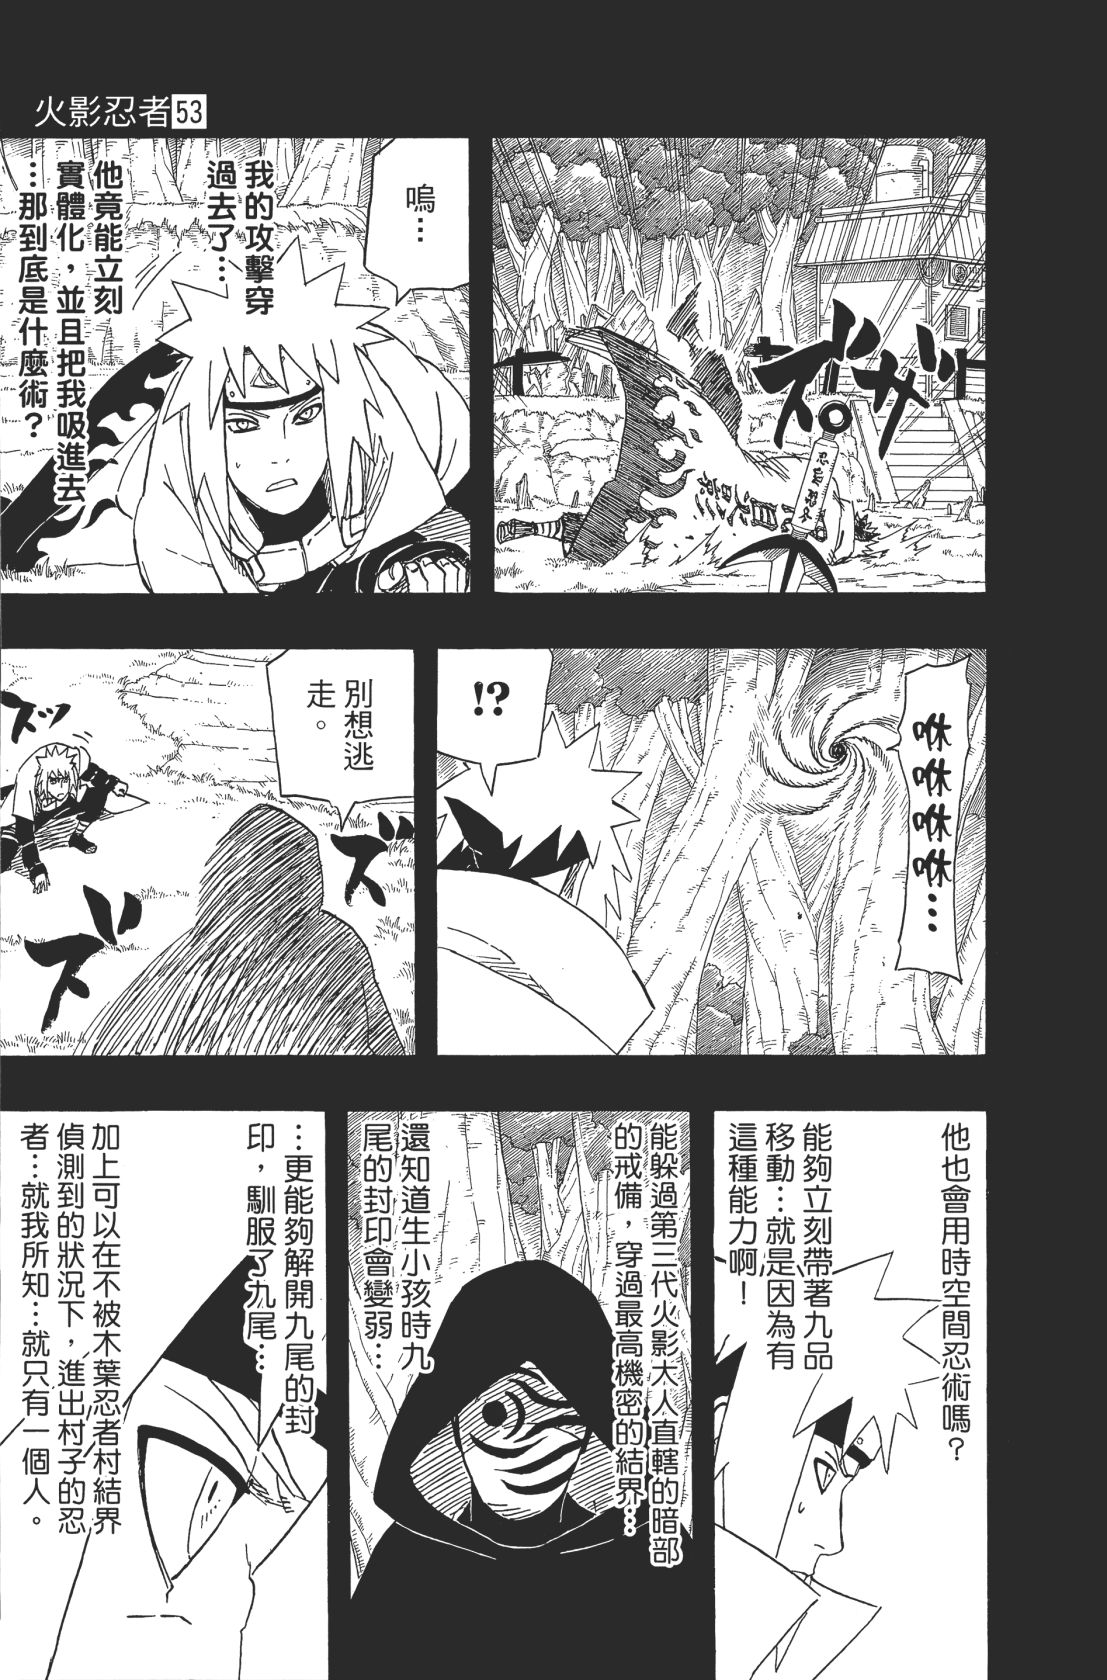 火影忍者53
ズザッ
嗚…
我的攻擊穿
過去了…
他竟能立刻
實體化，並且把我吸進去
…那到底是什麼術？
咻咻咻咻…
!?
別想逃
走。
ズ
ズ
ズッ
他也會用時空間忍術嗎？
能夠立刻帶著九品
移動…就是因為有
這種能力啊！
能躲過第三代火影大人直轄的暗部
的戒備，穿過最高機密的結界…
還知道生小孩時九
尾的封印會變弱…
…更能夠解開九尾的封
印，馴服了九尾…
加上可以在不被木葉忍者村結界
偵測到的狀況下，進出村子的忍
者…就我所知…就只有一個人。